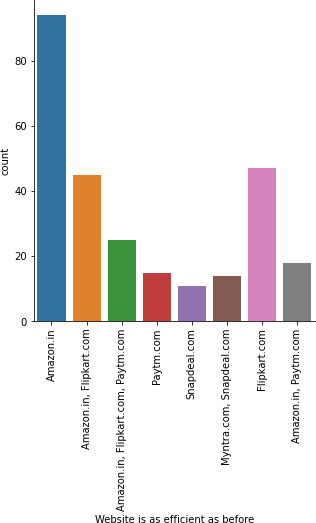 80
60
40
20
0
count
Amazon.in
Amazon.in, Flipkart.com
Amazon.in, Flipkart.com, Paytm.com
Paytm.com
Snapdeal.com
Myntra.com, Snapdeal.com
Flipkart.com
Amazon.in, Paytm.com
Website is as efficient as before